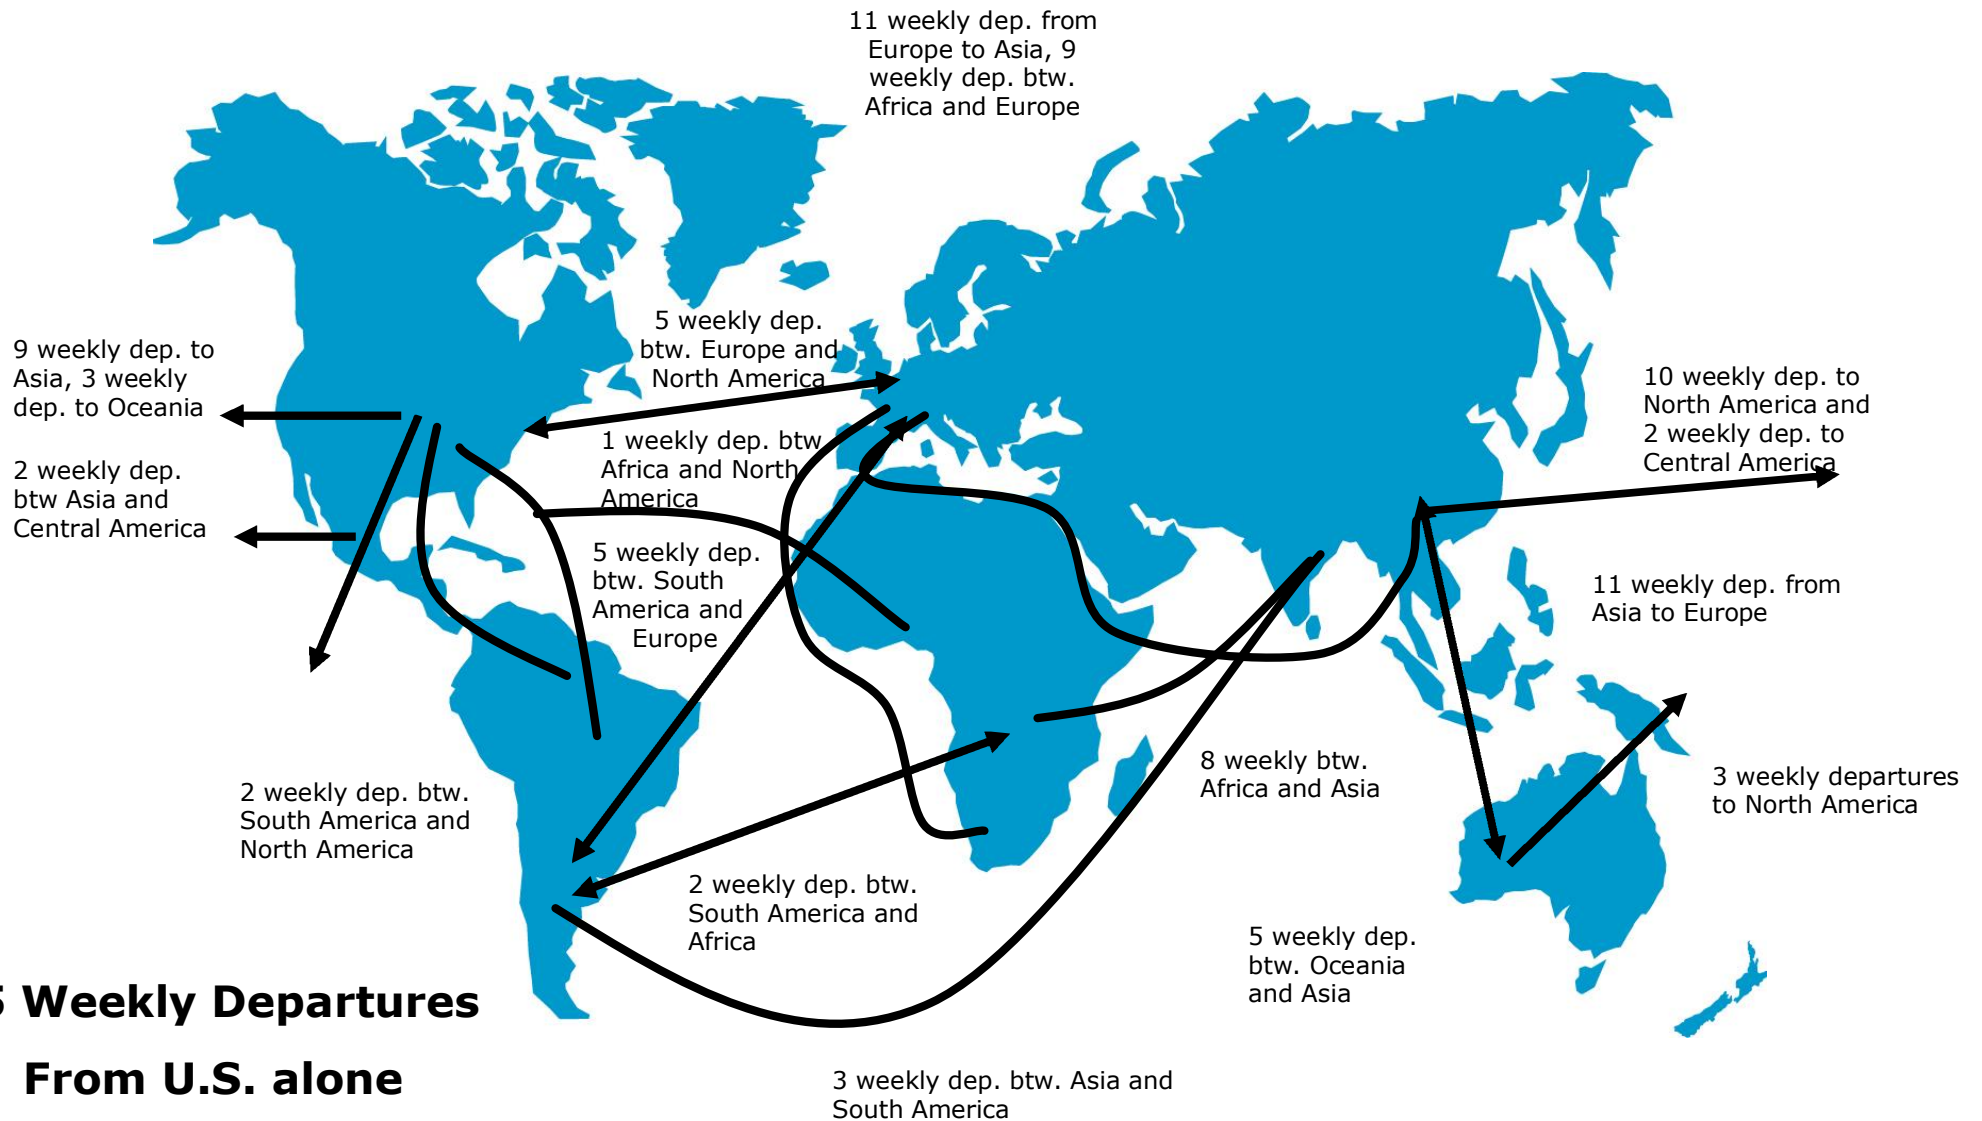 11 weekly dep. from
Europe to Asia, 9
weekly dep. btw.
Africa and Europe
5 weekly dep.
btw. Europe and
North America
9 weekly dep. to
Asia, 3 weekly
dep. to Oceania
10 weekly dep. to
North America and
2 weekly dep. to
Central America
1 weekly dep. btw
Africa and North
America
2 weekly dep.
btw Asia and
Central America
5 weekly dep.
btw. South
America and
Europe
11 weekly dep. from
Asia to Europe
8 weekly btw.
Africa and Asia
3 weekly departures
to North America
2 weekly dep. btw.
South America and
North America
2 weekly dep. btw.
South America and
Africa
5 weekly dep.
btw. Oceania
and Asia
Weekly Departures
From U.S. alone
3 weekly dep. btw. Asia and
South America